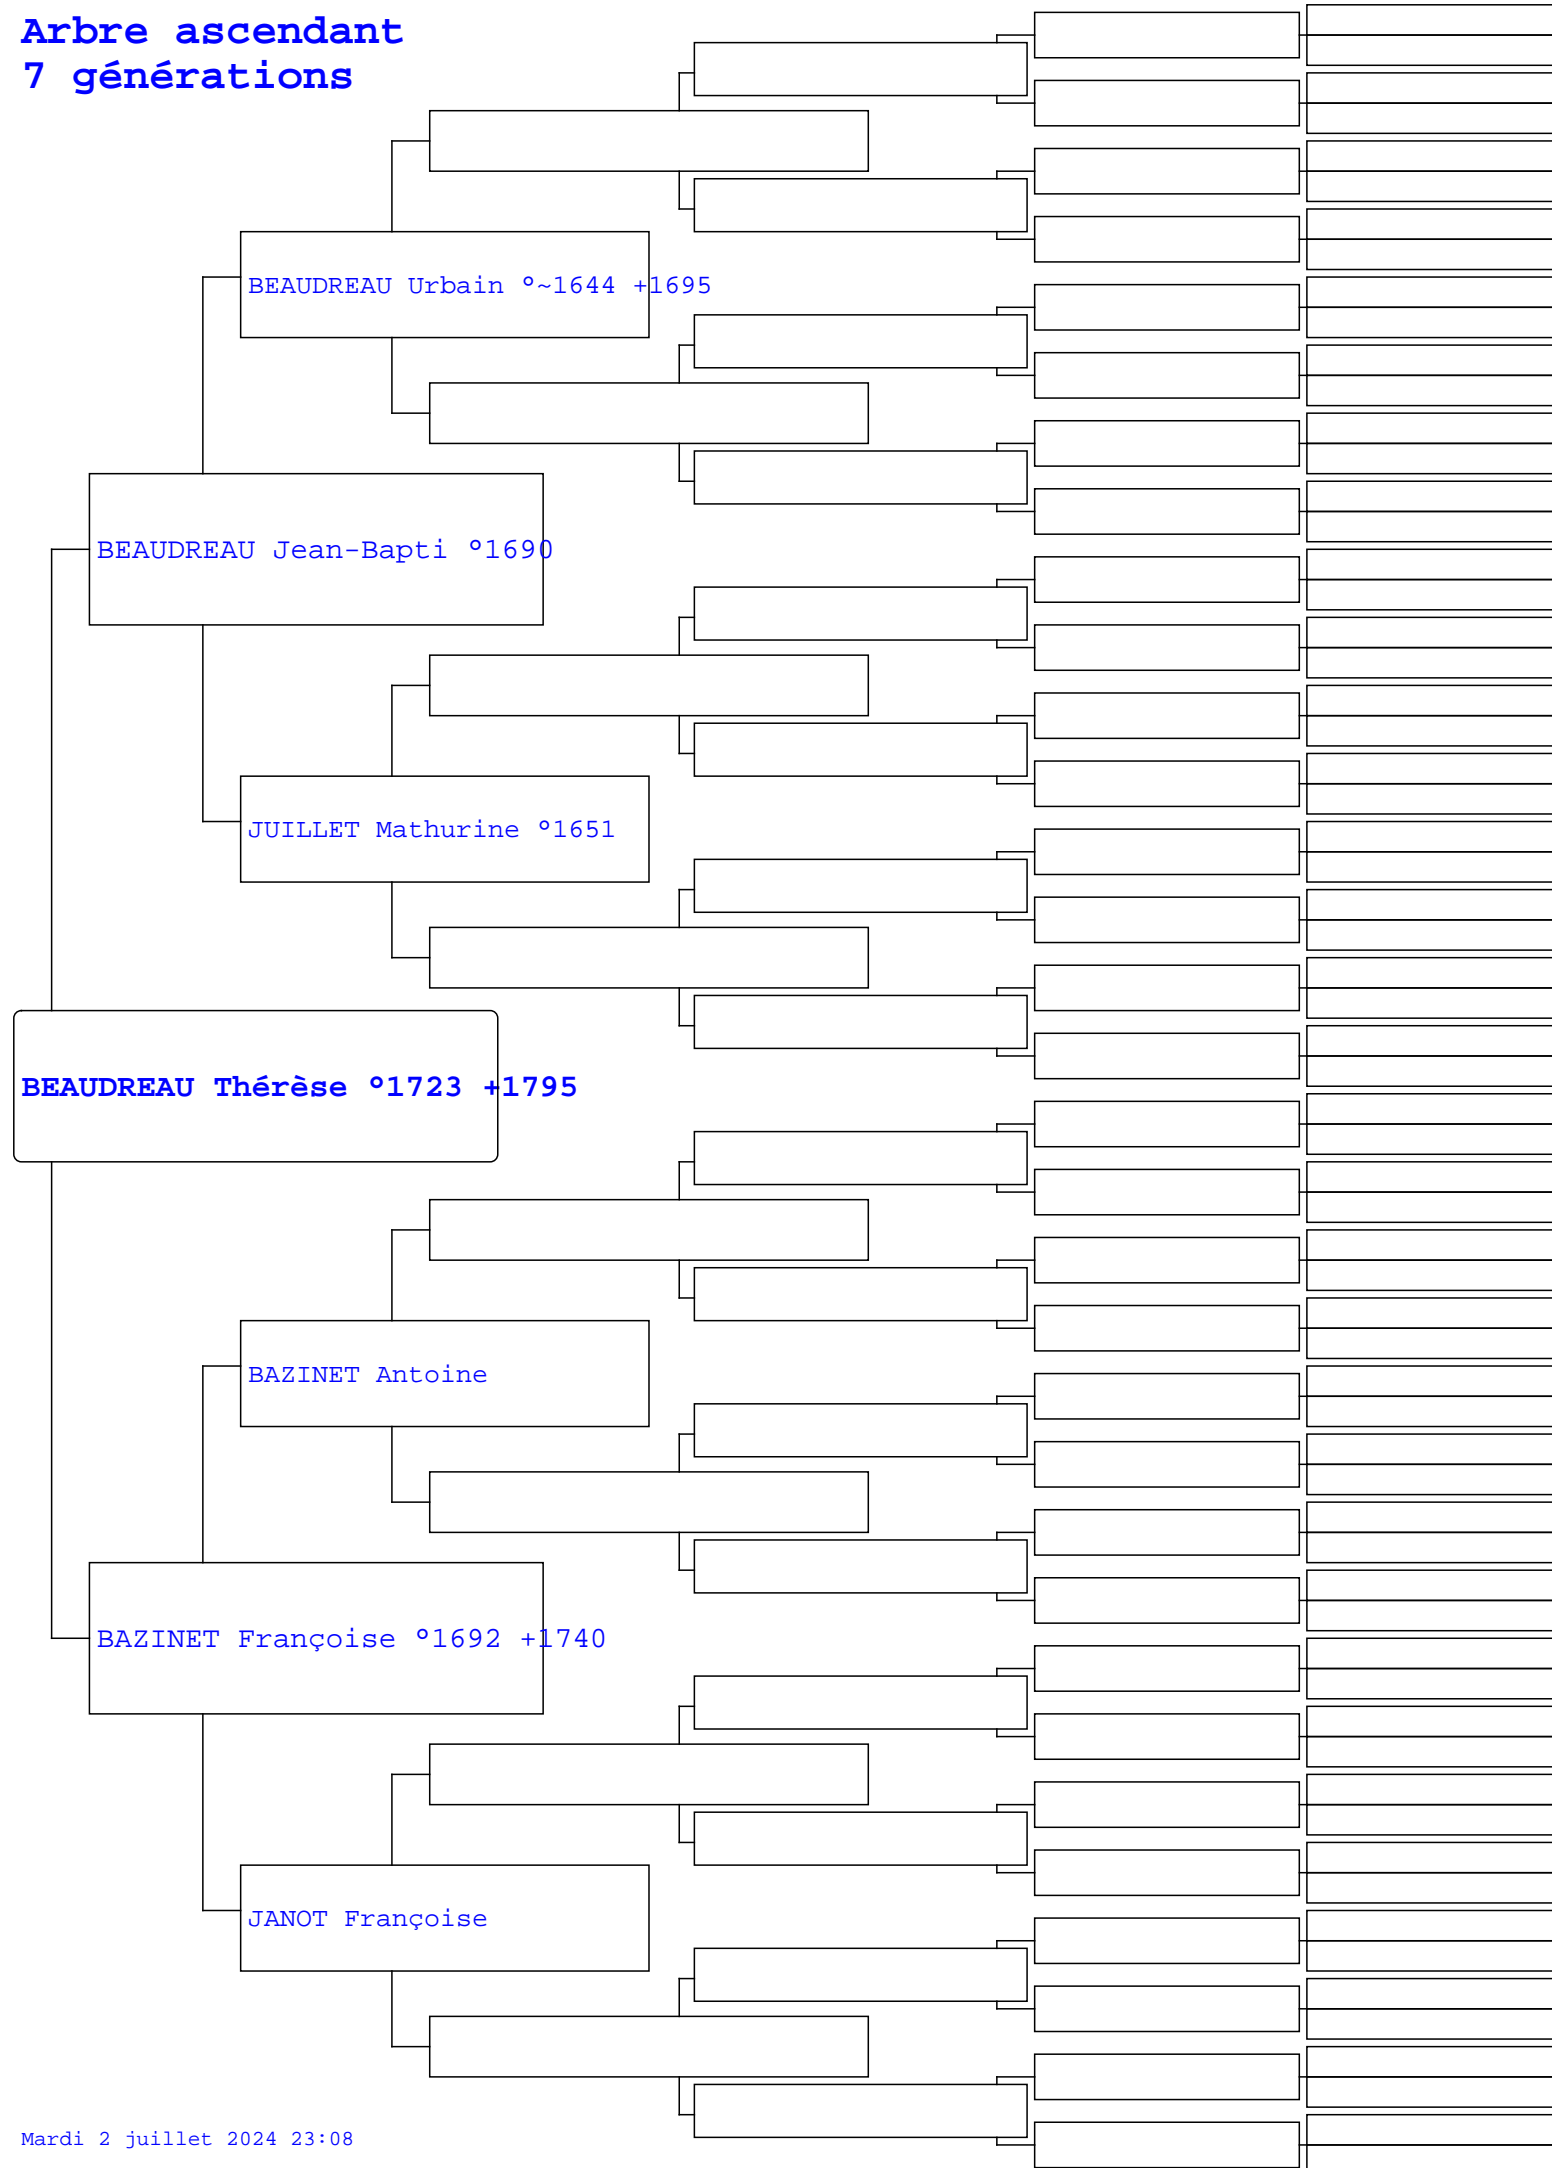 Arbre ascendant
7 générations
BEAUDREAU Urbain °~1644 +1695
BEAUDREAU Jean-Bapti °1690
JUILLET Mathurine °1651
BEAUDREAU Thérèse °1723 +1795
BAZINET Antoine
BAZINET Françoise °1692 +1740
JANOT Françoise
Mardi 2 juillet 2024 23:08